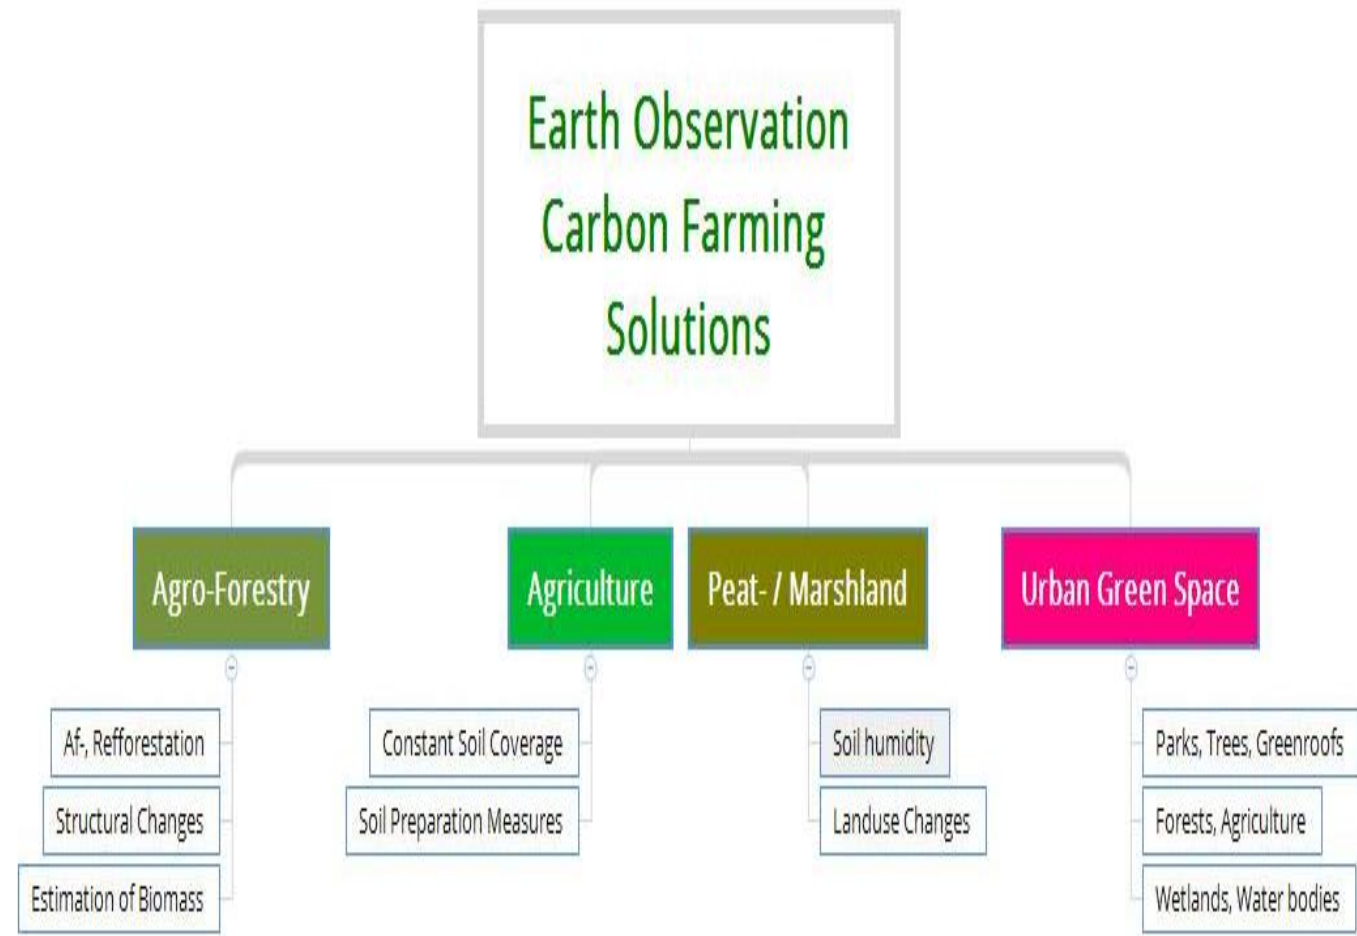 Earth Observation
Carbon Farming
Solutions
Agro-Forestry
Agriculture
Peat- / Marshland
Urban Green Space
Af-, Refforestation
Structural Changes
Estimation of Biomass
Constant Soil Coverage
Soil Preparation Measures
Soil humidity
Landuse Changes
Parks, Trees, Greenroofs
Forests, Agriculture
Wetlands, Water bodies